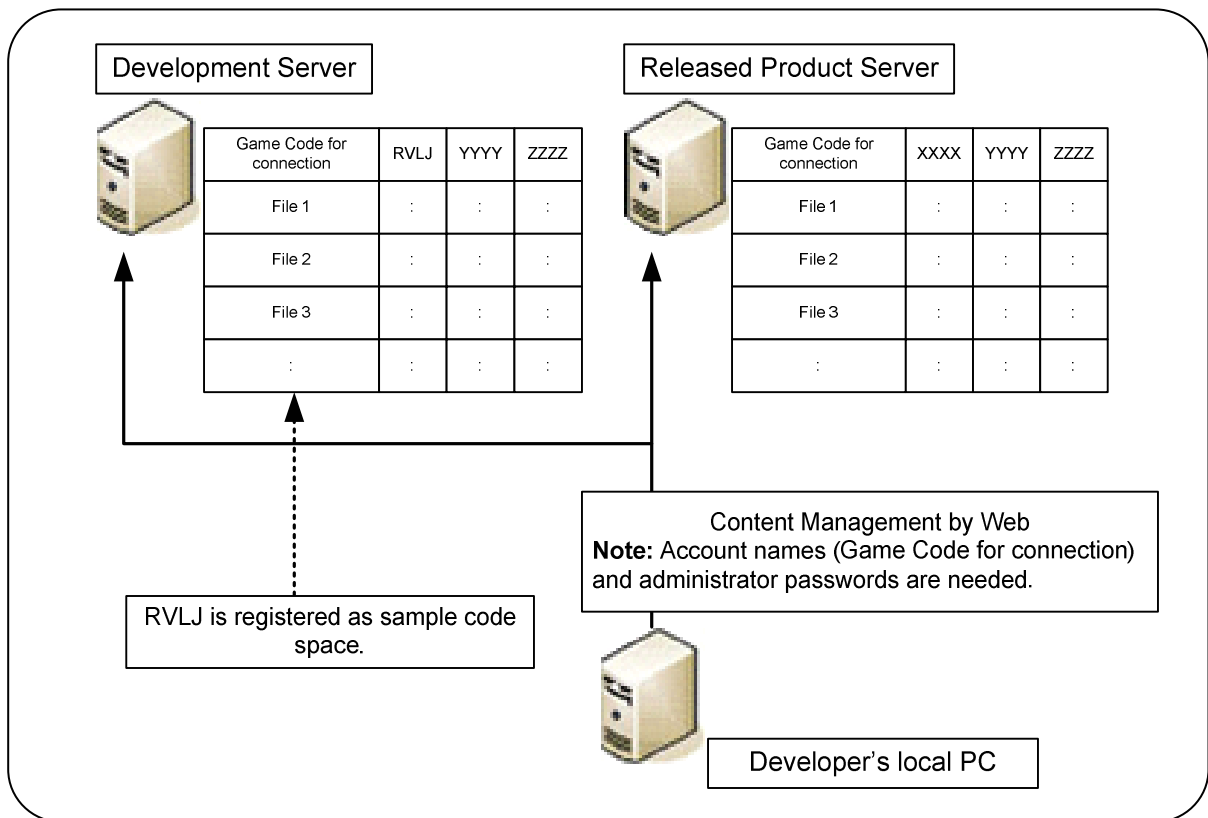 Development Server
Released Product Server
Game Code for connection RVLJ YYYY ZZZZ
File 1 : : :
File 2 : : :
File 3 : : :
: : : :
Game Code for connection XXXX YYYY ZZZZ
File 1 : : :
File 2 : : :
File 3 : : :
: : : :
Content Management by Web
Note: Account names (Game Code for connection)
and administrator passwords are needed.
RVLJ is registered as sample code
space.
Developer's local PC